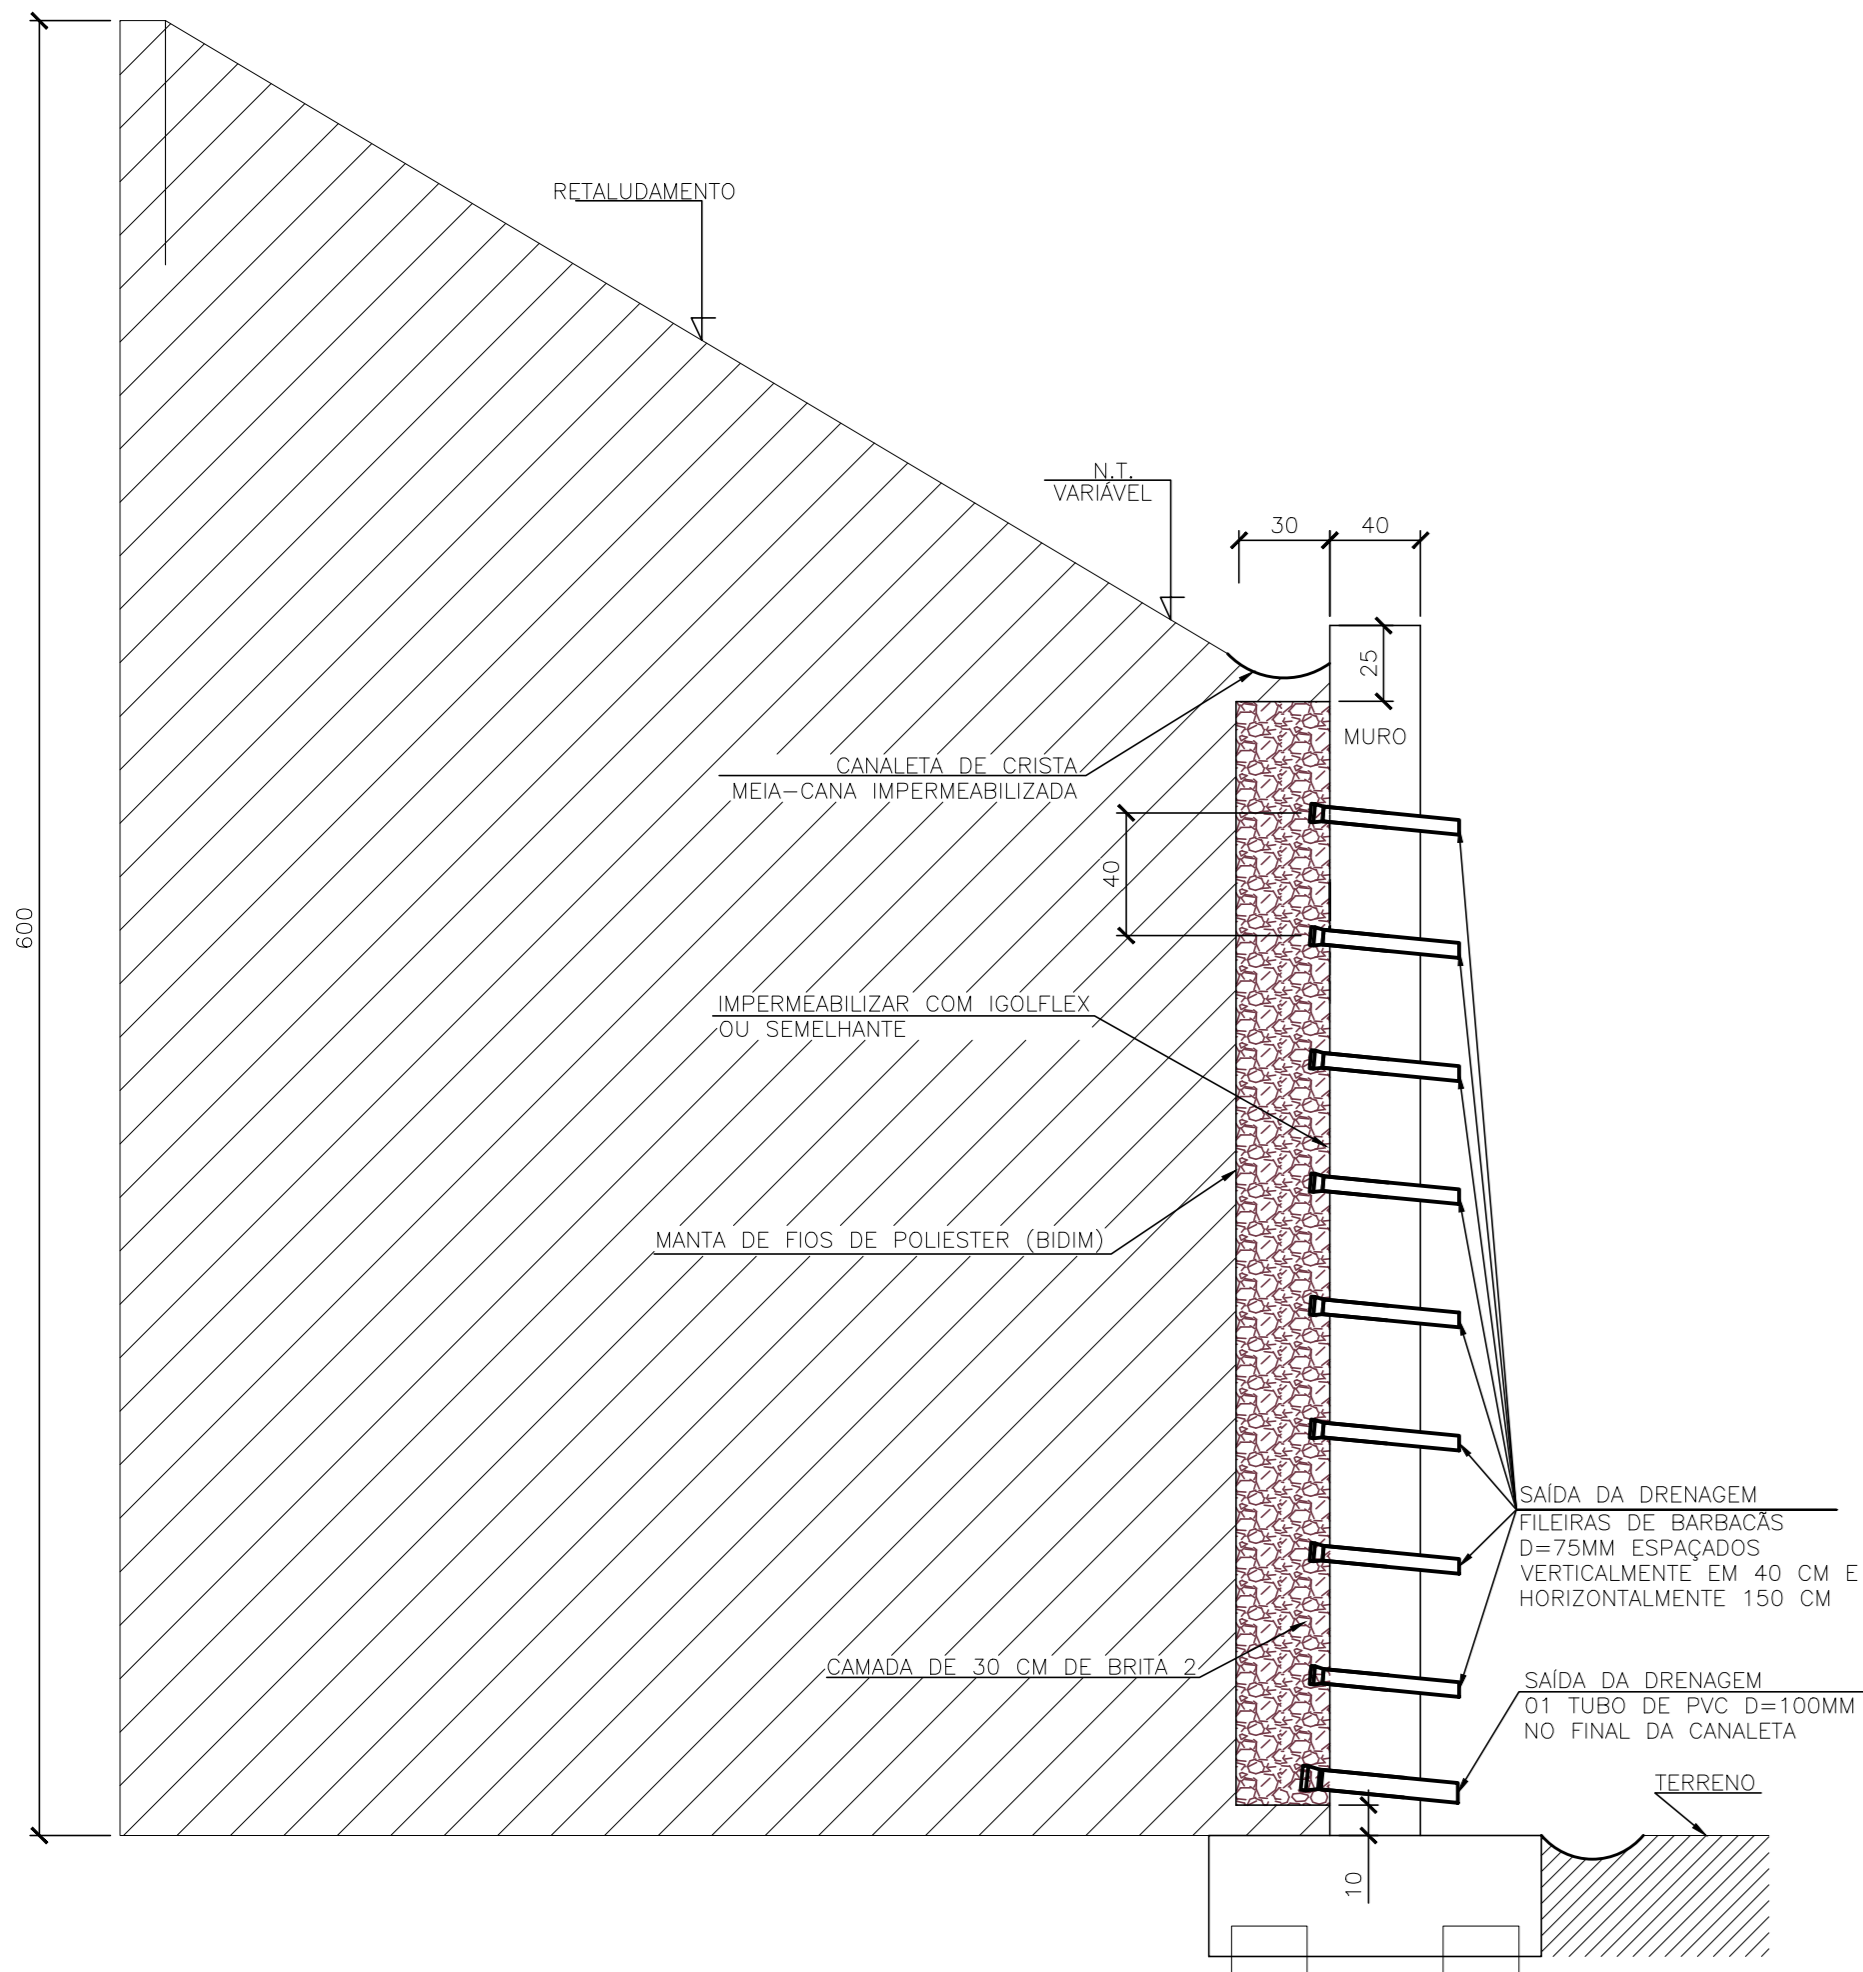 RETALUDAMENTO
N.T.
VARIÁVEL
30
40
25
MURO
CANALETA DE CRISTA
MEIA-CANA IMPERMEABILIZADA
40
600
IMPERMEABILIZAR COM IGOLFLEX
OU SEMELHANTE
MANTA DE FIOS DE POLIESTER (BIDIM)
SAÍDA DA DRENAGEM
FILEIRAS DE BARBACÃS
D=75MM ESPAÇADOS
VERTICALMENTE EM 40 CM E
HORIZONTALMENTE 150 CM
CAMADA DE 30 CM DE BRITA 2
SAÍDA DA DRENAGEM
01 TUBO DE PVC D=100MM
NO FINAL DA CANALETA
TERRENO
10